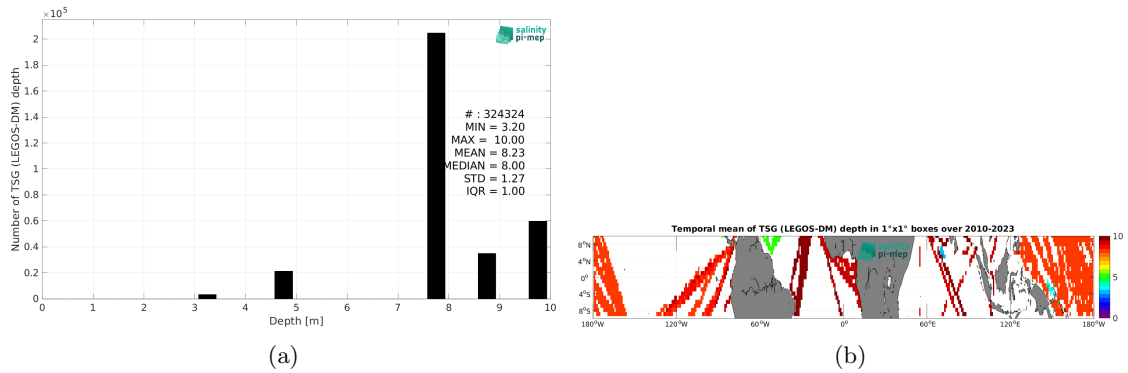 ×10⁵
salinity
pi-mep
2
1.8
1.6
1.4
1.2
1
0.8
0.6
0.4
0.2
0
Number of TSG (LEGOS-DM) depth
# : 324324
MIN = 3.20
MAX = 10.00
MEAN = 8.23
MEDIAN = 8.00
STD = 1.27
IQR = 1.00
0 1 2 3 4 5 6 7 8 9 10
Depth [m]
(a)
Temporal mean of TSG (LEGOS-DM) depth in 1°x1° boxes over 2010-2023
salinity
pi-mep
8°N
4°N
0°
4°S
8°S
180°W 120°W 60°W 0° 60°E 120°E 180°W
10
5
0
(b)